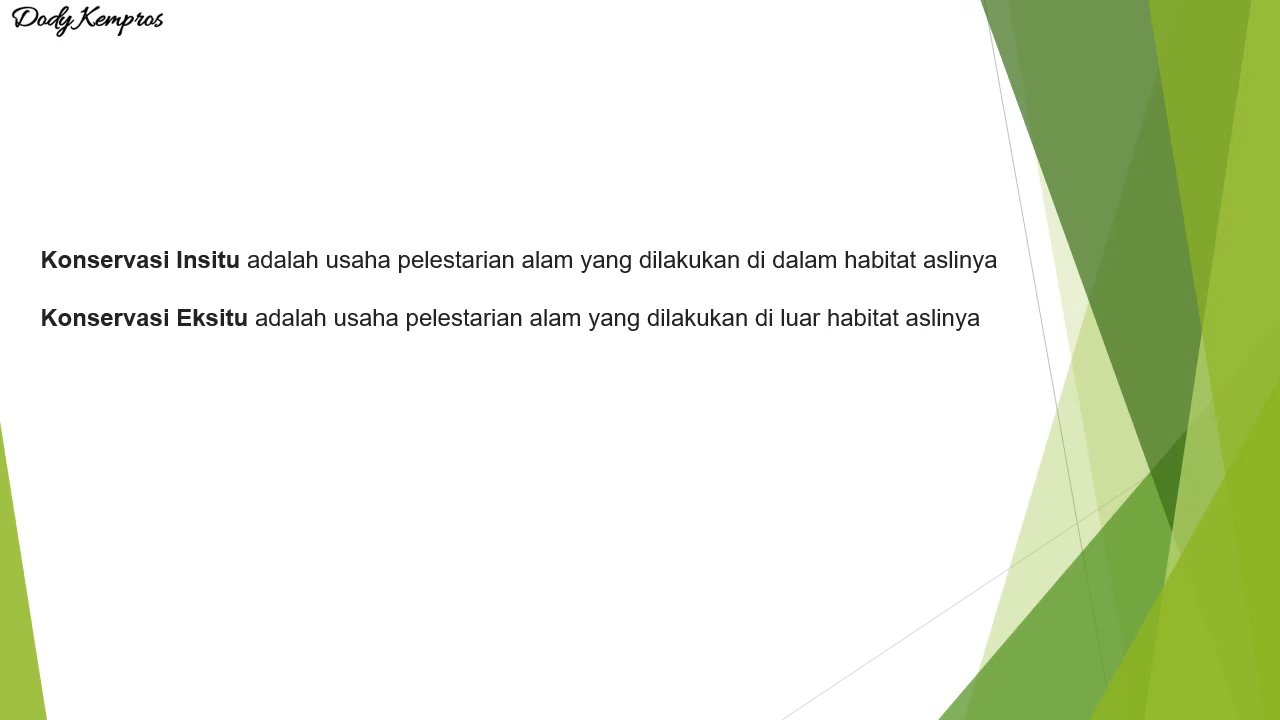 Dody Kempros
Konservasi Insitu adalah usaha pelestarian alam yang dilakukan di dalam habitat aslinya
Konservasi Eksitu adalah usaha pelestarian alam yang dilakukan di luar habitat aslinya